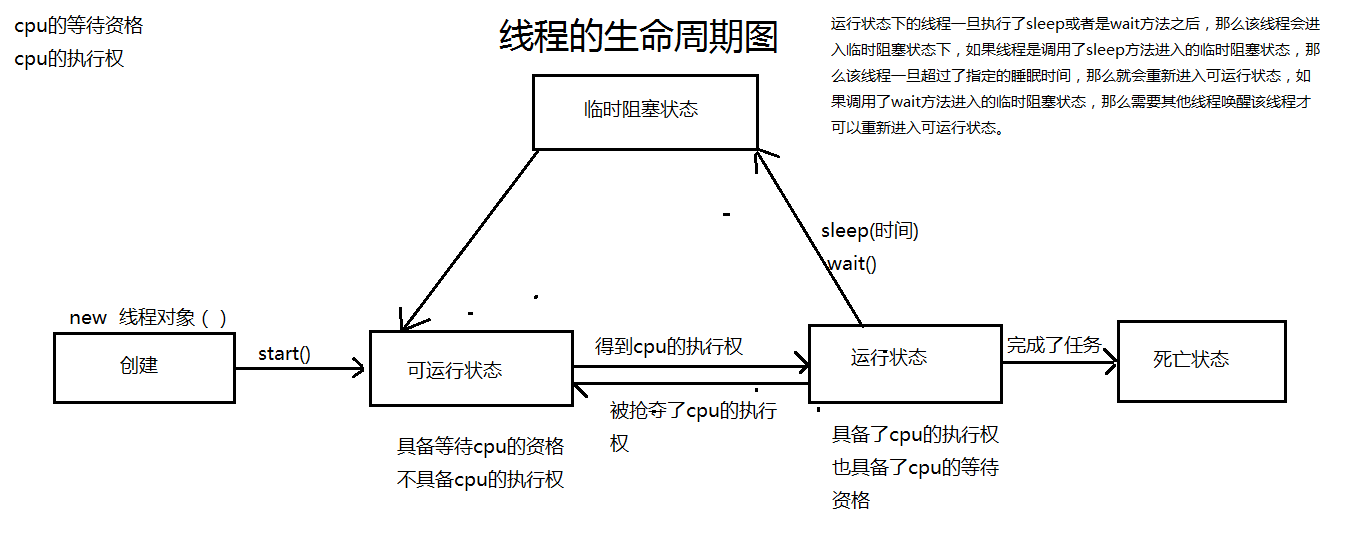 cpu的等待资格
cpu的执行权
线程的生命周期图
运行状态下的线程一旦执行了sleep或者是wait方法之后，那么该线程会进
入临时阻塞状态下，如果线程是调用了sleep方法进入的临时阻塞状态，那
么该线程一旦超过了指定的睡眠时间，那么就会重新进入可运行状态，如
果调用了wait方法进入的临时阻塞状态，那么需要其他线程唤醒该线程才
可以重新进入可运行状态。
临时阻塞状态
sleep(时间)
wait()
new 线程对象（ ）
创建
start()
可运行状态
得到cpu的执行权
运行状态
完成了任务
死亡状态
被抢夺了cpu的执行
权
具备等待cpu的资格
不具备cpu的执行权
具备了cpu的执行权
也具备了cpu的等待
资格